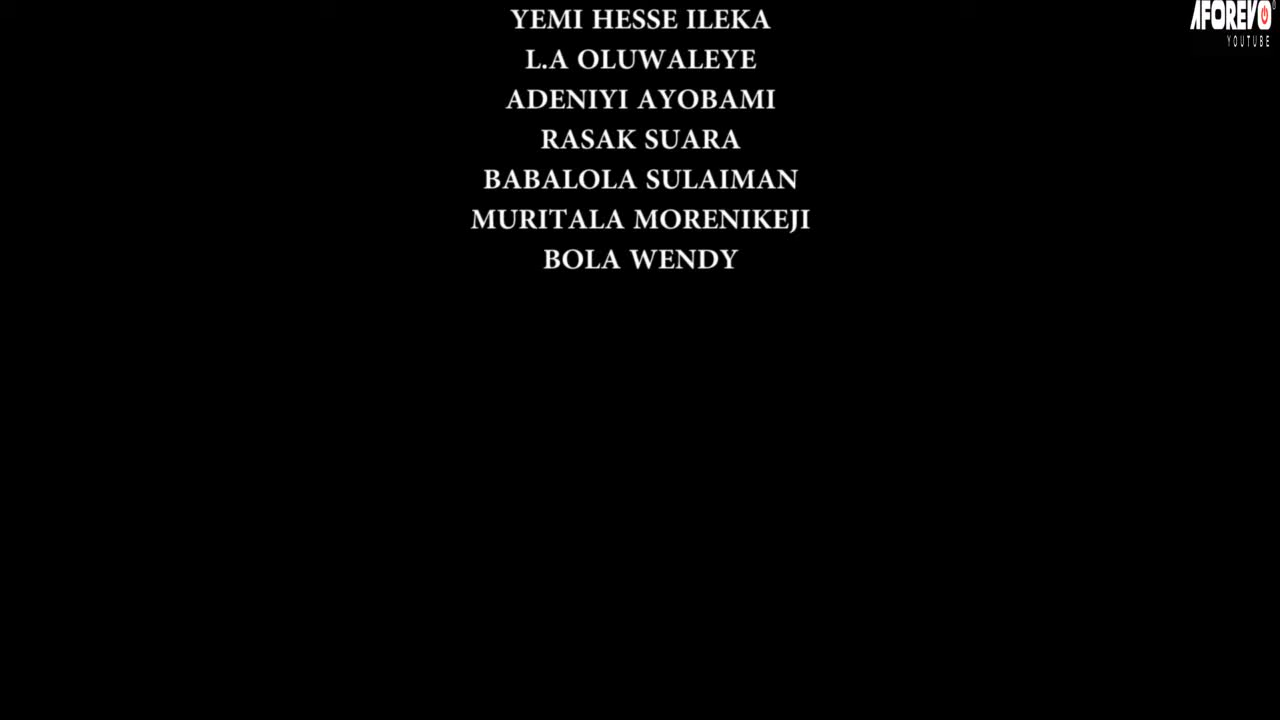 YEMI HESSE ILEKA
L.A OLUWALEYE
ADENIYI AYOBAMI
RASAK SUARA
BABALOLA SULAIMAN
MURITALA MORENIKEJI
BOLA WENDY
AFOREVO
YOUTUBE